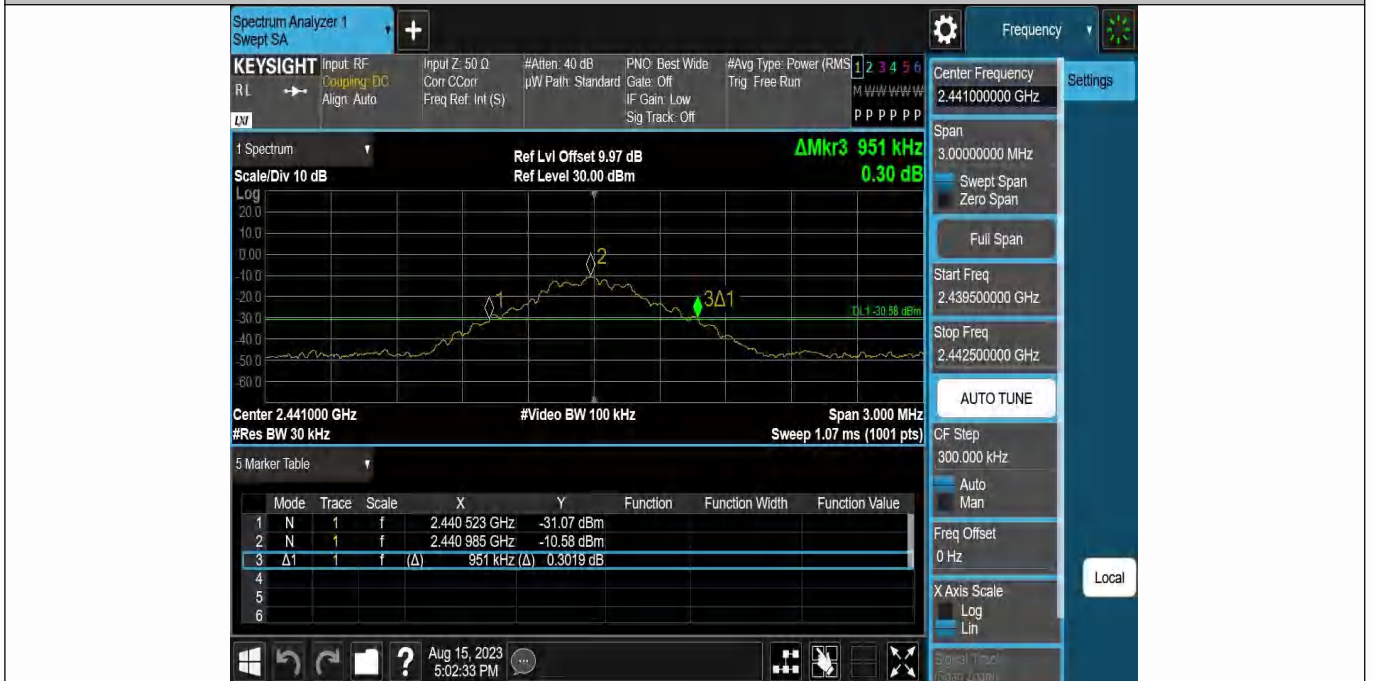 Spectrum Analyzer 1
Swept SA
+
Frequency
KEYSIGHT
RL
LXI
Input: RF
Coupling: DC
Align: Auto
Input Z: 50 Ω
Corr CCorr
Freq Ref: Int (S)
#Atten: 40 dB
µW Path: Standard
PNO: Best Wide
Gate: Off
IF Gain: Low
Sig Track: Off
#Avg Type: Power (RMS
Trig: Free Run
1 2 3 4 5 6
M W W W W W
P P P P P P
Center Frequency
2.441000000 GHz
Settings
1 Spectrum
Scale/Div 10 dB
Ref Lvl Offset 9.97 dB
Ref Level 30.00 dBm
ΔMkr3 951 kHz
0.30 dB
Log
20.0
10.0
0.00
-10.0
-20.0
-30.0
-40.0
-50.0
-60.0
1
2
3Δ1
DL1 -30.58 dBm
Center 2.441000 GHz
#Res BW 30 kHz
#Video BW 100 kHz
Span 3.000 MHz
Sweep 1.07 ms (1001 pts)
Span
3.00000000 MHz
Swept Span
Zero Span
Full Span
Start Freq
2.439500000 GHz
Stop Freq
2.442500000 GHz
AUTO TUNE
CF Step
300.000 kHz
Auto
Man
Freq Offset
0 Hz
X Axis Scale
Log
Lin
Signal Track
(Span Zoom)
Local
5 Marker Table
Mode Trace Scale X Y Function Function Width Function Value
1 N 1 f 2.440 523 GHz -31.07 dBm
2 N 1 f 2.440 985 GHz -10.58 dBm
3 Δ1 1 f (Δ) 951 kHz (Δ) 0.3019 dB
4
5
6
?
Aug 15, 2023
5:02:33 PM